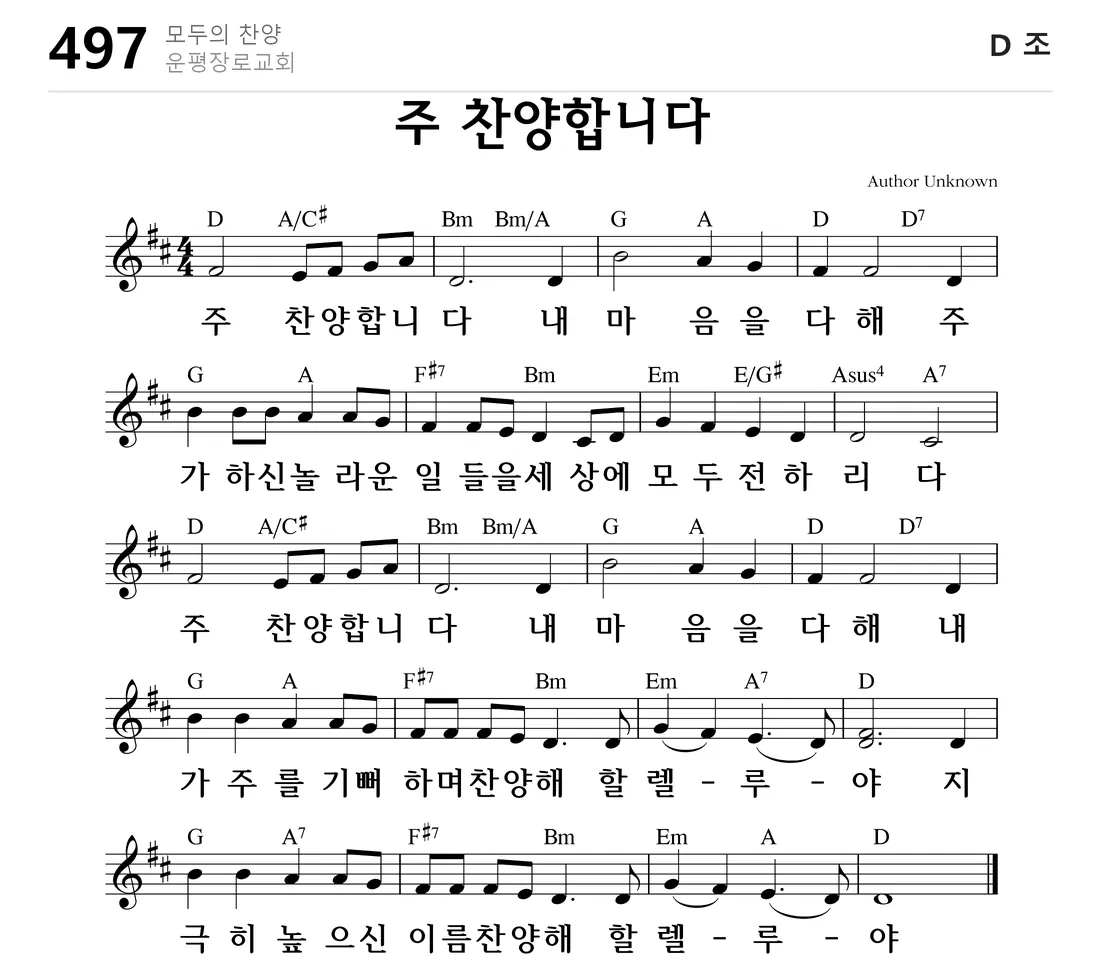 497 모두의 찬양
운평장로교회
D 조
주 찬양합니다
Author Unknown
D A/C♯ Bm Bm/A G A D D7
4/4
주 찬양합니 다 내 마 음 을 다 해 주
G A F♯7 Bm Em E/G♯ Asus4 A7
가 하신놀 라운 일 들을세 상에 모 두 전 하 리 다
D A/C♯ Bm Bm/A G A D D7
주 찬양합니 다 내 마 음 을 다 해 내
G A F♯7 Bm Em A7 D
가 주 를 기뻐 하며찬양해 할 렐 - 루 - 야 지
G A7 F♯7 Bm Em A D
극 히 높 으신 이름찬양해 할 렐 - 루 - 야